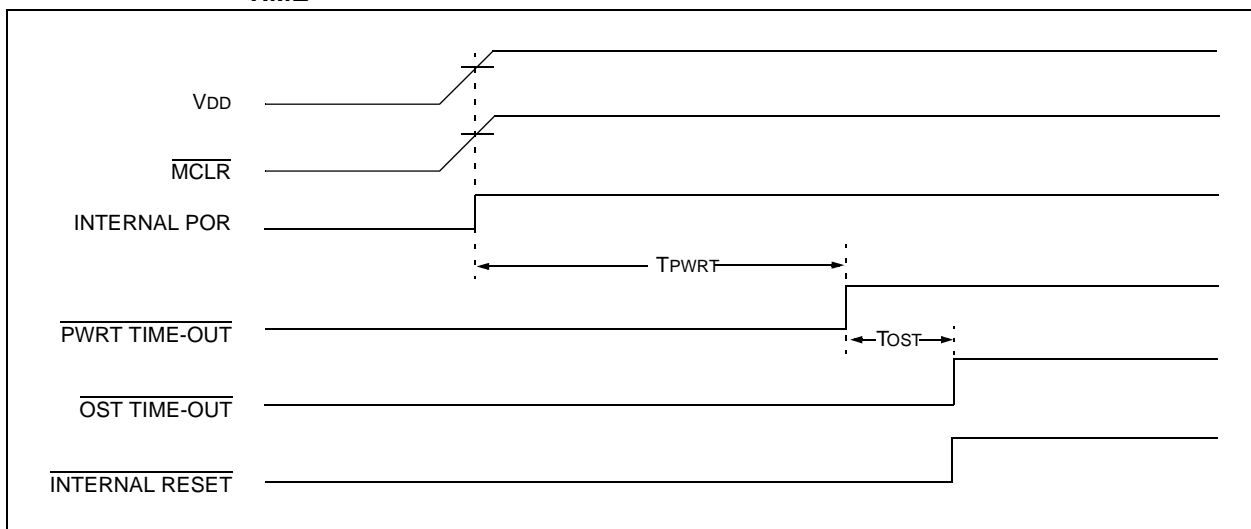 VDD
MCLR
INTERNAL POR
TPWRT
PWRT TIME-OUT
TOST
OST TIME-OUT
INTERNAL RESET